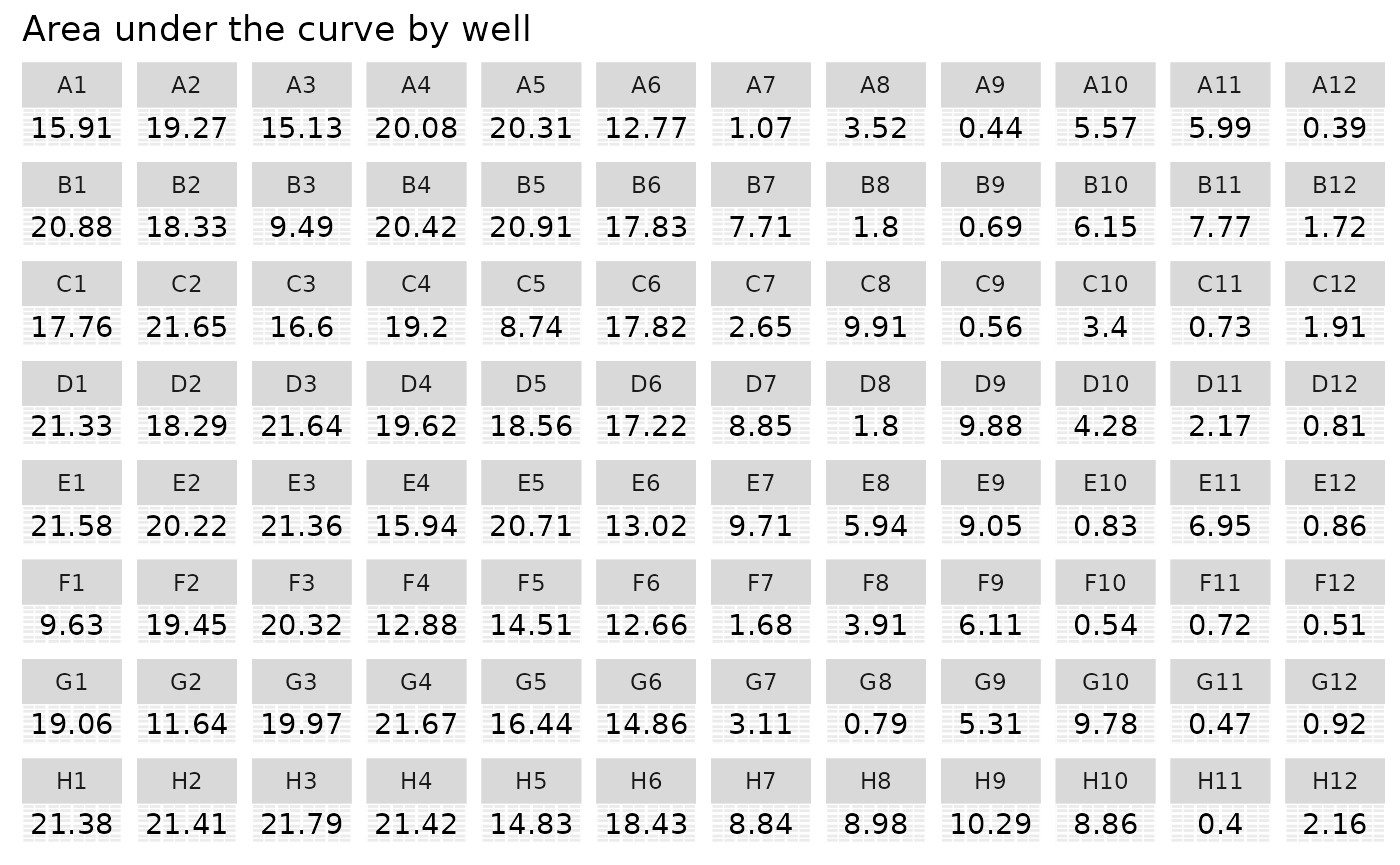 Area under the curve by well
A1 A2 A3 A4 A5 A6 A7 A8 A9 A10 A11 A12
15.91 19.27 15.13 20.08 20.31 12.77 1.07 3.52 0.44 5.57 5.99 0.39
B1 B2 B3 B4 B5 B6 B7 B8 B9 B10 B11 B12
20.88 18.33 9.49 20.42 20.91 17.83 7.71 1.8 0.69 6.15 7.77 1.72
C1 C2 C3 C4 C5 C6 C7 C8 C9 C10 C11 C12
17.76 21.65 16.6 19.2 8.74 17.82 2.65 9.91 0.56 3.4 0.73 1.91
D1 D2 D3 D4 D5 D6 D7 D8 D9 D10 D11 D12
21.33 18.29 21.64 19.62 18.56 17.22 8.85 1.8 9.88 4.28 2.17 0.81
E1 E2 E3 E4 E5 E6 E7 E8 E9 E10 E11 E12
21.58 20.22 21.36 15.94 20.71 13.02 9.71 5.94 9.05 0.83 6.95 0.86
F1 F2 F3 F4 F5 F6 F7 F8 F9 F10 F11 F12
9.63 19.45 20.32 12.88 14.51 12.66 1.68 3.91 6.11 0.54 0.72 0.51
G1 G2 G3 G4 G5 G6 G7 G8 G9 G10 G11 G12
19.06 11.64 19.97 21.67 16.44 14.86 3.11 0.79 5.31 9.78 0.47 0.92
H1 H2 H3 H4 H5 H6 H7 H8 H9 H10 H11 H12
21.38 21.41 21.79 21.42 14.83 18.43 8.84 8.98 10.29 8.86 0.4 2.16